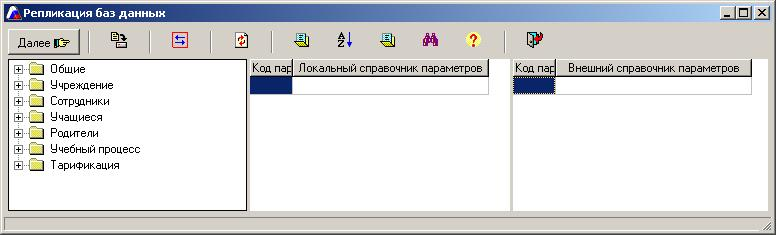 Репликация баз данных
Далее
Общие
Учреждение
Сотрудники
Учащиеся
Родители
Учебный процесс
Тарификация
Код пар Локальный справочник параметров
Код пар Внешний справочник параметров